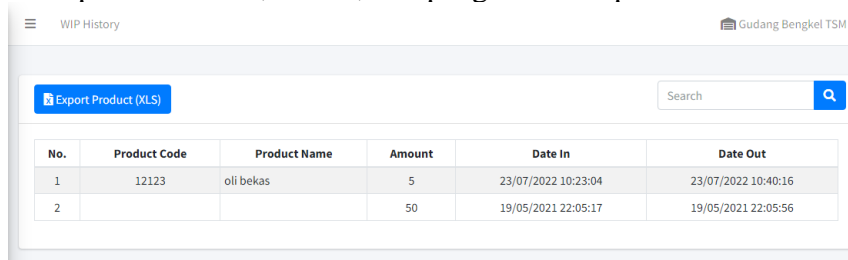 WIP History Gudang Bengkel TSM
Export Product (XLS) Search
No. Product Code Product Name Amount Date In Date Out
1 12123 oli bekas 5 23/07/2022 10:23:04 23/07/2022 10:40:16
2 50 19/05/2021 22:05:17 19/05/2021 22:05:56